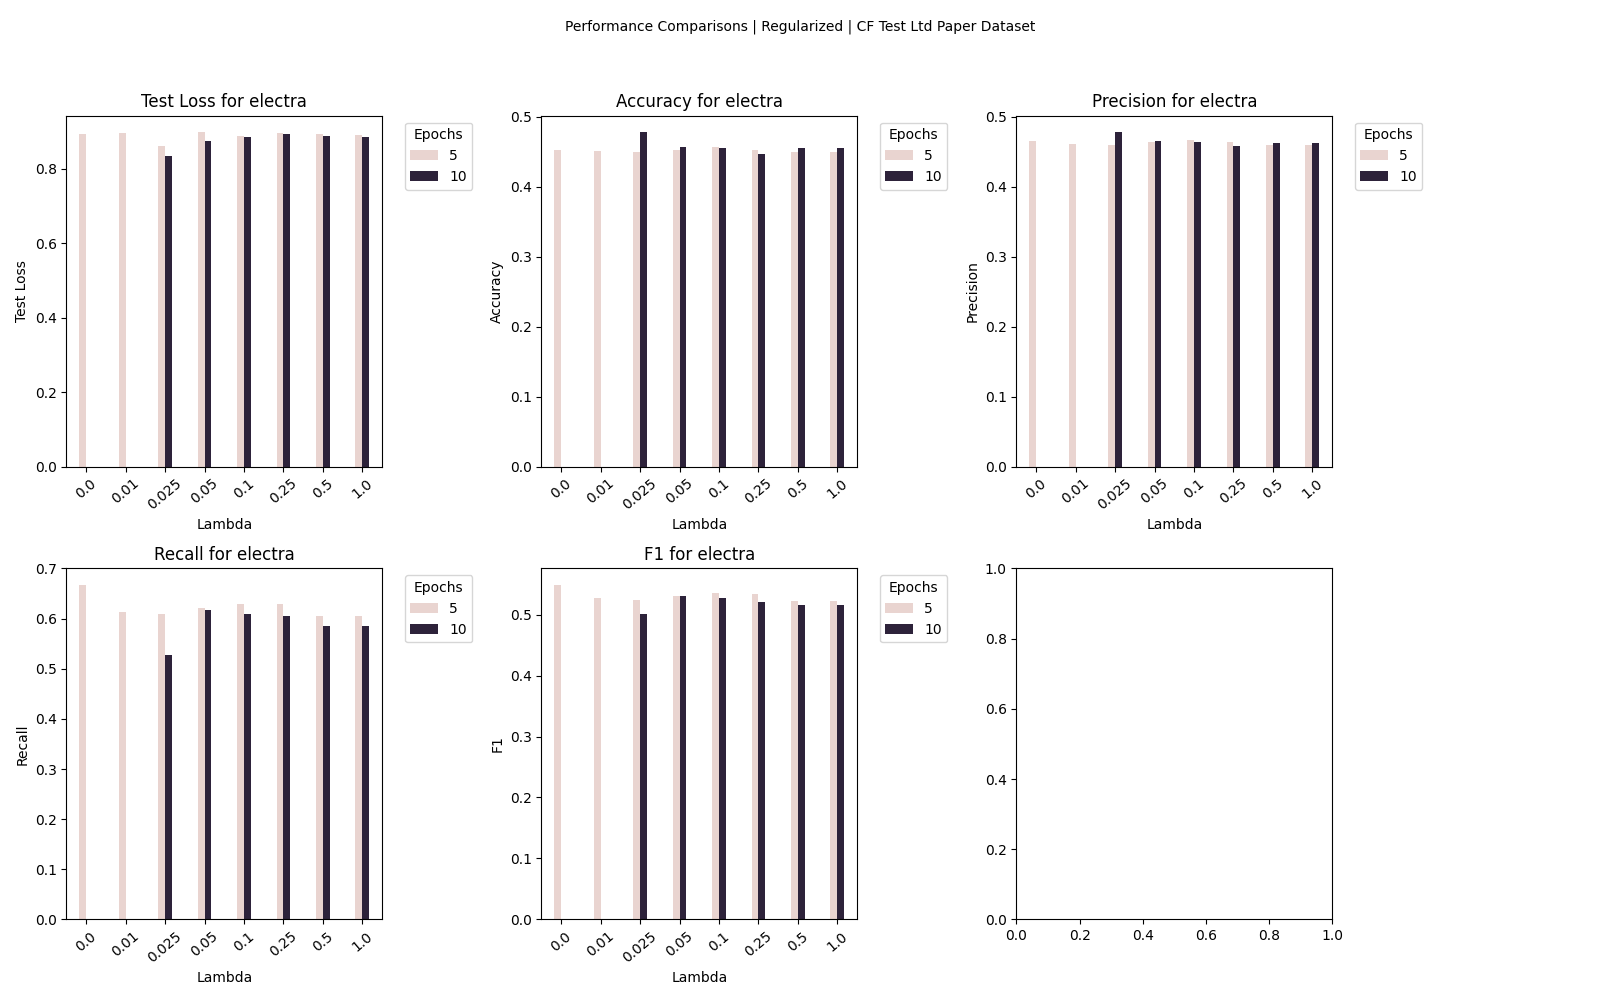 Performance Comparisons | Regularized | CF Test Ltd Paper Dataset
Test Loss for electra
Test Loss
0.8
0.6
0.4
0.2
0.0
0.0 0.01 0.025 0.05 0.1 0.25 0.5 1.0
Lambda
Epochs
5
10
Accuracy for electra
Accuracy
0.5
0.4
0.3
0.2
0.1
0.0
0.0 0.01 0.025 0.05 0.1 0.25 0.5 1.0
Lambda
Epochs
5
10
Precision for electra
Precision
0.5
0.4
0.3
0.2
0.1
0.0
0.0 0.01 0.025 0.05 0.1 0.25 0.5 1.0
Lambda
Epochs
5
10
Recall for electra
Recall
0.7
0.6
0.5
0.4
0.3
0.2
0.1
0.0
0.0 0.01 0.025 0.05 0.1 0.25 0.5 1.0
Lambda
Epochs
5
10
F1 for electra
F1
0.5
0.4
0.3
0.2
0.1
0.0
0.0 0.01 0.025 0.05 0.1 0.25 0.5 1.0
Lambda
Epochs
5
10
1.0
0.8
0.6
0.4
0.2
0.0
0.0 0.2 0.4 0.6 0.8 1.0